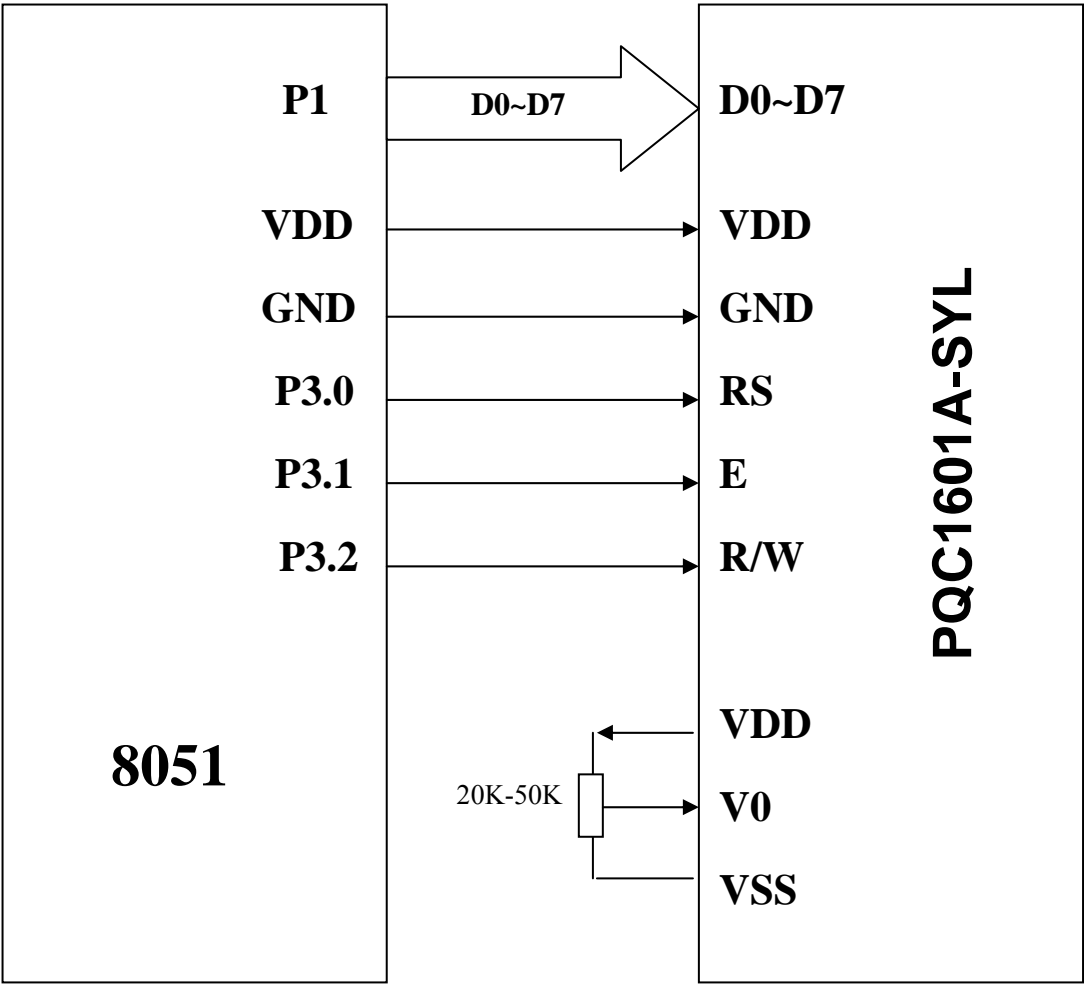 P1
D0~D7
D0~D7
VDD
VDD
GND
GND
P3.0
RS
P3.1
E
P3.2
R/W
PQC1601A-SYL
8051
VDD
20K-50K
V0
VSS